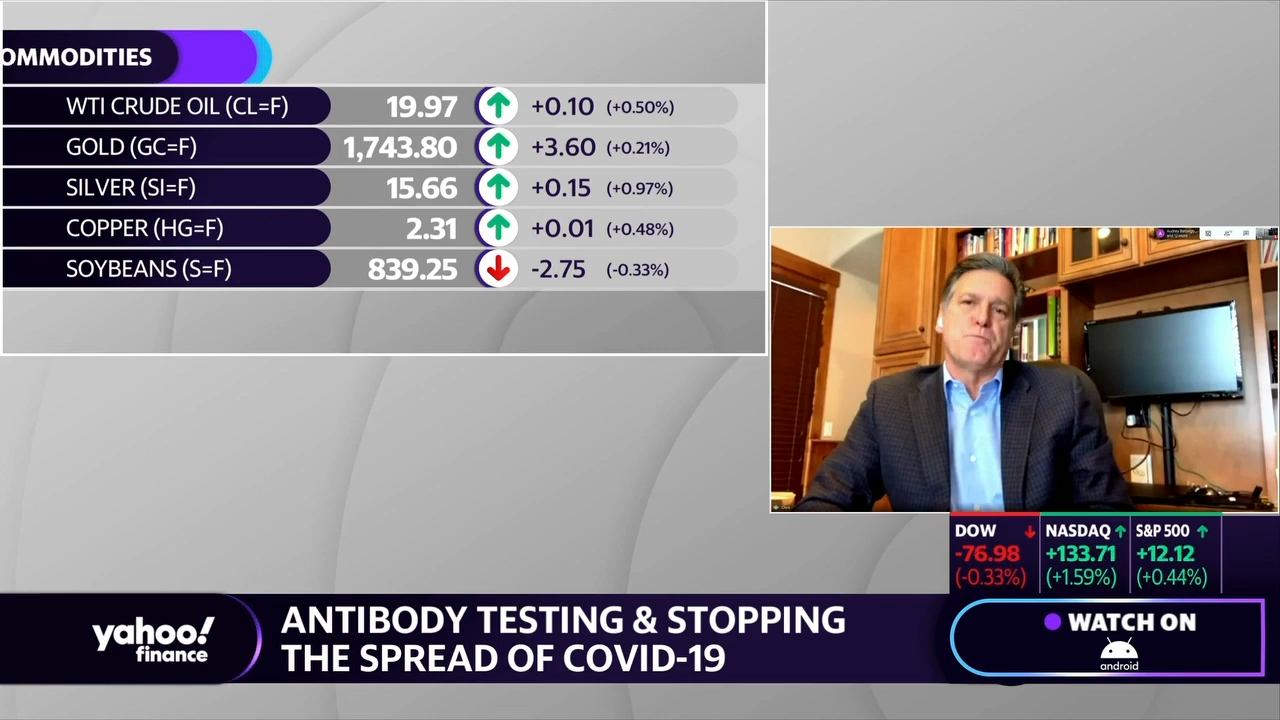 OMMODITIES
WTI CRUDE OIL (CL=F) 19.97 +0.10 (+0.50%)
GOLD (GC=F) 1,743.80 +3.60 (+0.21%)
SILVER (SI=F) 15.66 +0.15 (+0.97%)
COPPER (HG=F) 2.31 +0.01 (+0.48%)
SOYBEANS (S=F) 839.25 -2.75 (-0.33%)
DOW NASDAQ S&P 500
-76.98 +133.71 +12.12
(-0.33%) (+1.59%) (+0.44%)
yahoo!
finance
ANTIBODY TESTING & STOPPING
THE SPREAD OF COVID-19
WATCH ON
android